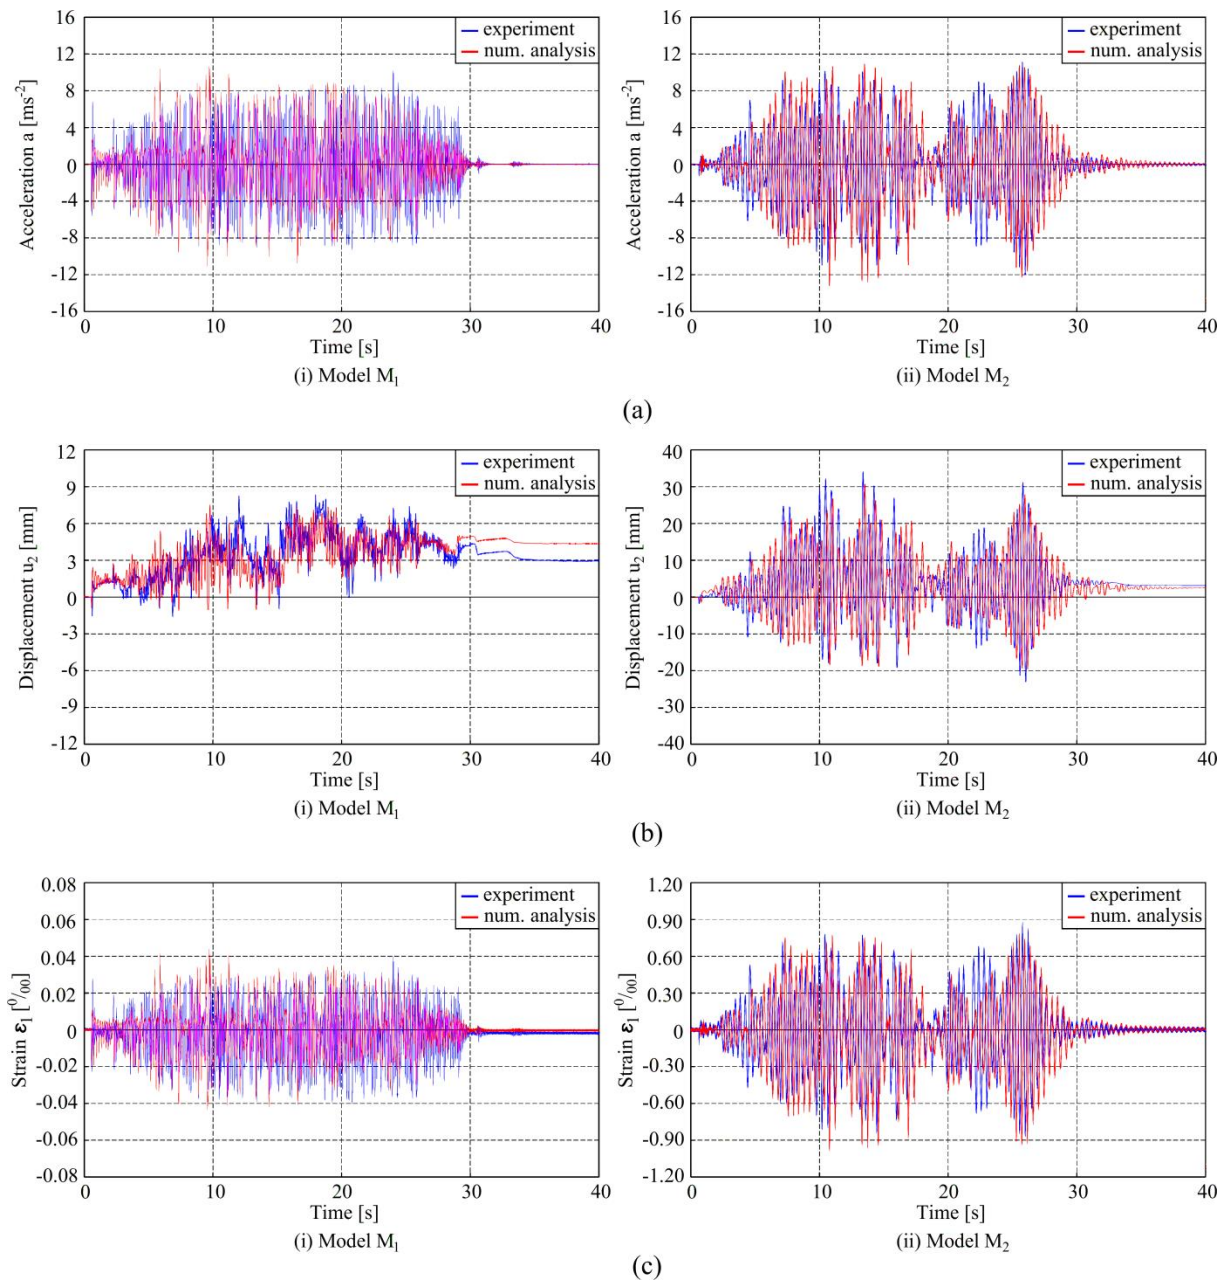 16
12
8
4
0
-4
-8
-12
-16
Acceleration a [ms⁻²]
experiment
num. analysis
0 10 20 30 40
Time [s]
(i) Model M₁
16
12
8
4
0
-4
-8
-12
-16
Acceleration a [ms⁻²]
experiment
num. analysis
0 10 20 30 40
Time [s]
(ii) Model M₂
(a)
12
9
6
3
0
-3
-6
-9
-12
Displacement u₂ [mm]
experiment
num. analysis
0 10 20 30 40
Time [s]
(i) Model M₁
40
30
20
10
0
-10
-20
-30
-40
Displacement u₂ [mm]
experiment
num. analysis
0 10 20 30 40
Time [s]
(ii) Model M₂
(b)
0.08
0.06
0.04
0.02
0
-0.02
-0.04
-0.06
-0.08
Strain ε₁ [⁰/₀₀]
experiment
num. analysis
0 10 20 30 40
Time [s]
(i) Model M₁
1.20
0.90
0.60
0.30
0
-0.30
-0.60
-0.90
-1.20
Strain ε₁ [⁰/₀₀]
experiment
num. analysis
0 10 20 30 40
Time [s]
(ii) Model M₂
(c)